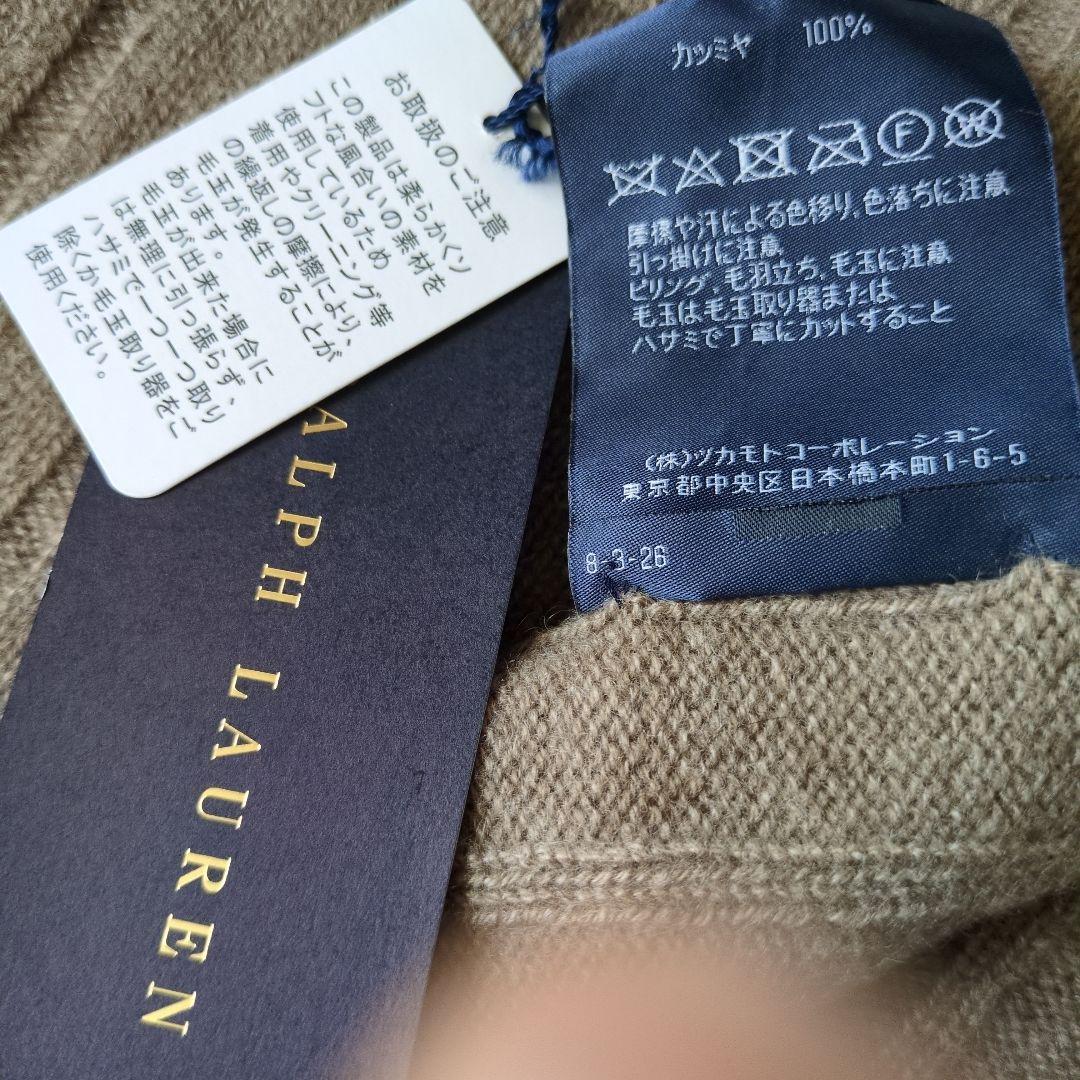 お取扱のご注意
この製品は柔らかくソ
フトな風合いの素材を
使用しているため
着用やクリーニング等
の繰返しの摩擦により、
毛玉が発生することが
あります。
毛玉が出来た場合に
は無理に引っ張らず、
ハサミで一つ一つ取り
除くか毛玉取り器をご
使用ください。
カシミヤ 100%
F
W
摩擦や汗による色移り,色落ちに注意
引っ掛けに注意
ピリング,毛羽立ち,毛玉に注意
毛玉は毛玉取り器または
ハサミで丁寧にカットすること
(株)ツカモトコーポレーション
東京都中央区日本橋本町1-6-5
8-3-26
ALPH LAUREN